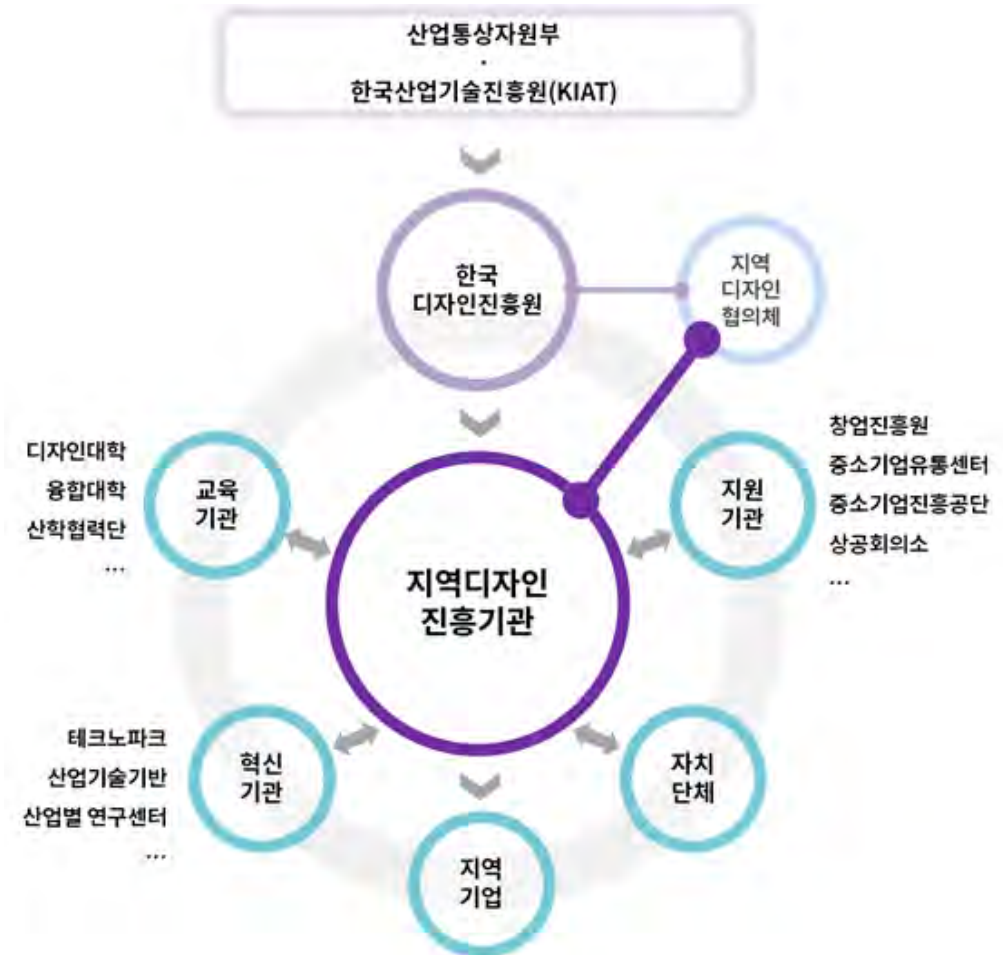 산업통상자원부
·
한국산업기술진흥원(KIAT)
한국
디자인진흥원
지역
디자인
협의체
디자인대학
융합대학
산학협력단
...
교육
기관
지원
기관
창업진흥원
중소기업유통센터
중소기업진흥공단
상공회의소
...
지역디자인
진흥기관
테크노파크
산업기술기반
산업별 연구센터
...
혁신
기관
자치
단체
지역
기업